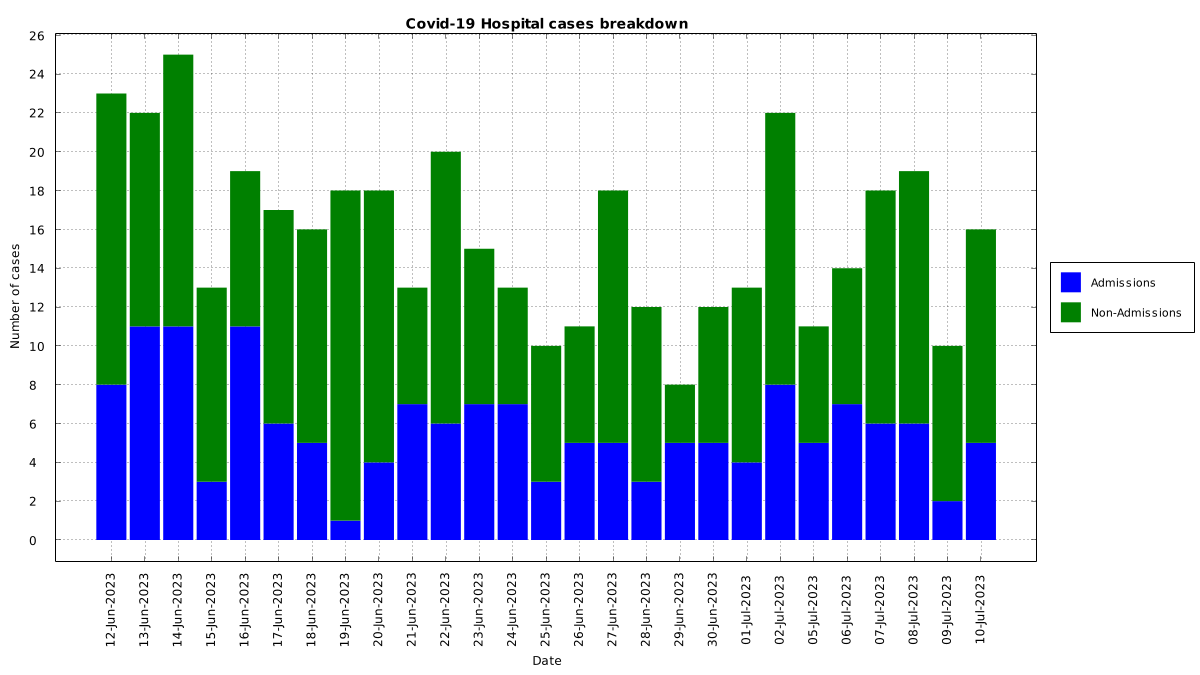 Covid-19 Hospital cases breakdown
26
24
22
20
18
16
14
12
10
8
6
4
2
0
Number of cases
12-Jun-2023
13-Jun-2023
14-Jun-2023
15-Jun-2023
16-Jun-2023
17-Jun-2023
18-Jun-2023
19-Jun-2023
20-Jun-2023
21-Jun-2023
22-Jun-2023
23-Jun-2023
24-Jun-2023
25-Jun-2023
26-Jun-2023
27-Jun-2023
28-Jun-2023
29-Jun-2023
30-Jun-2023
01-Jul-2023
02-Jul-2023
05-Jul-2023
06-Jul-2023
07-Jul-2023
08-Jul-2023
09-Jul-2023
10-Jul-2023
Date
Admissions
Non-Admissions